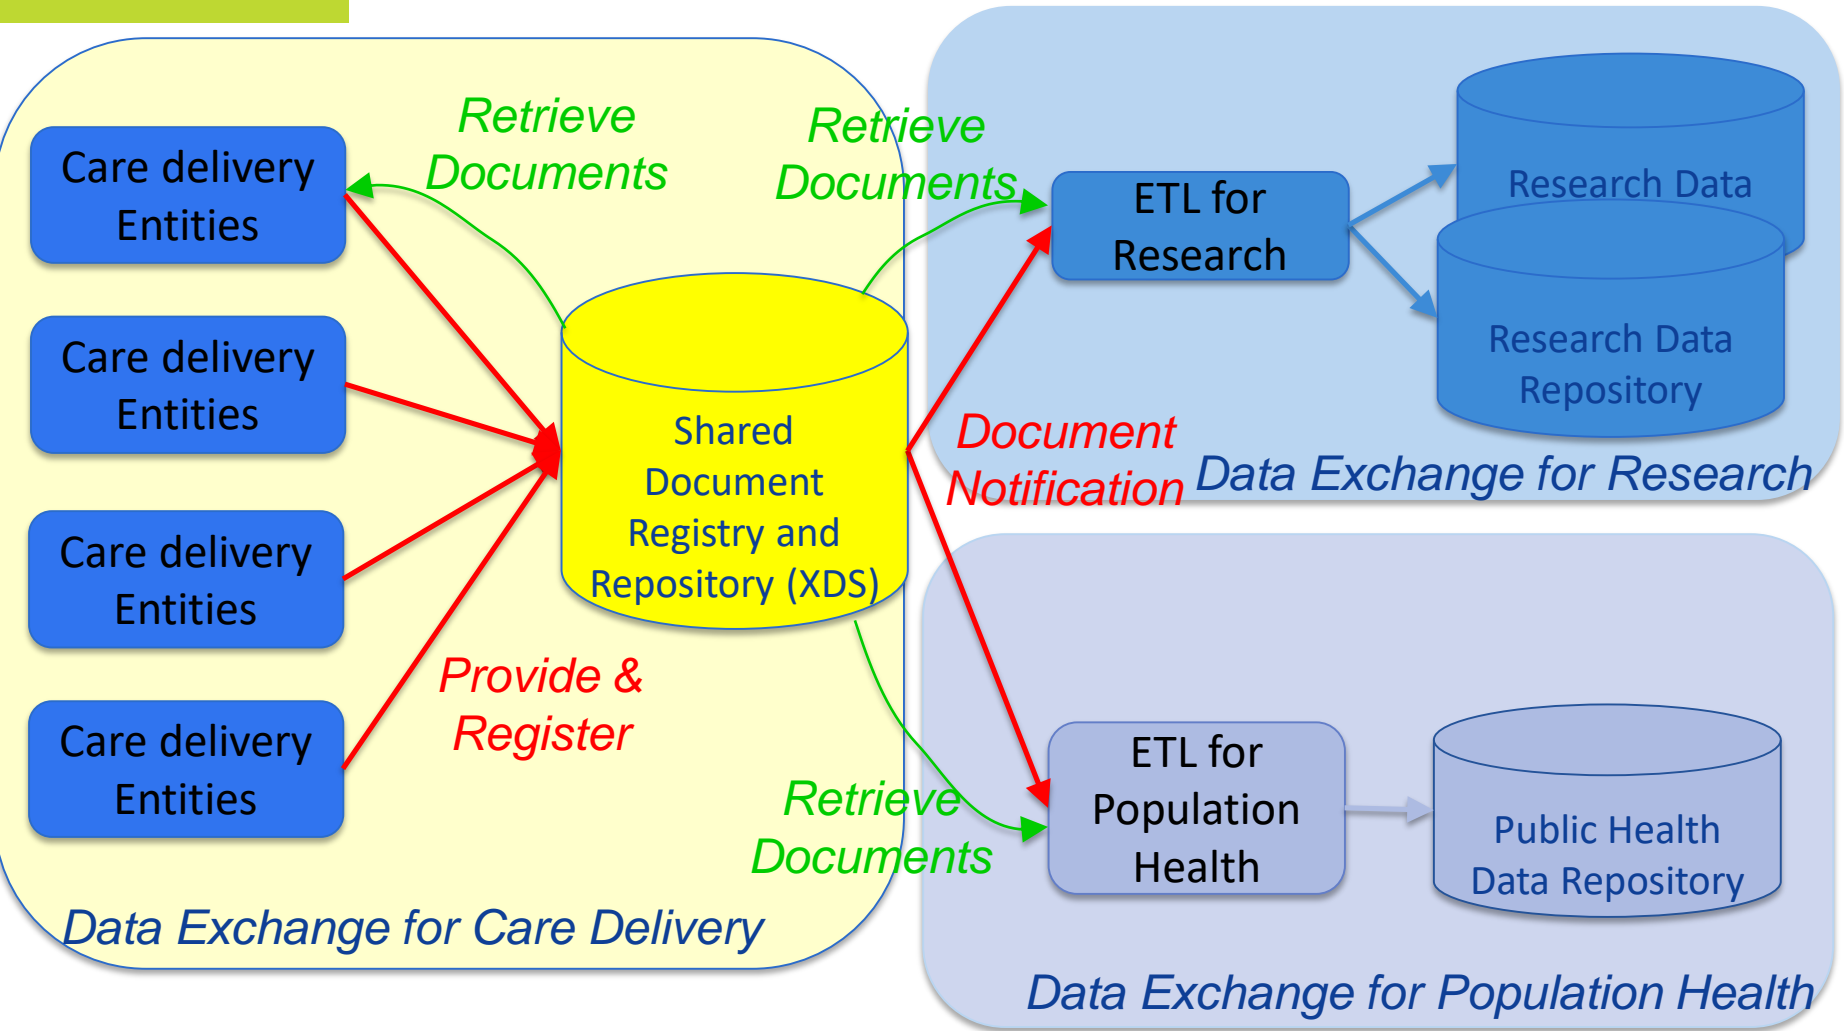 Retrieve
Documents
Care delivery
Entities
Care delivery
Entities
Care delivery
Entities
Care delivery
Entities
Shared
Document
Registry and
Repository (XDS)
Provide &
Register
Data Exchange for Care Delivery
Retrieve
Documents
ETL for
Research
Research Data
Research Data
Repository
Document
Notification
Data Exchange for Research
Retrieve
Documents
ETL for
Population
Health
Public Health
Data Repository
Data Exchange for Population Health